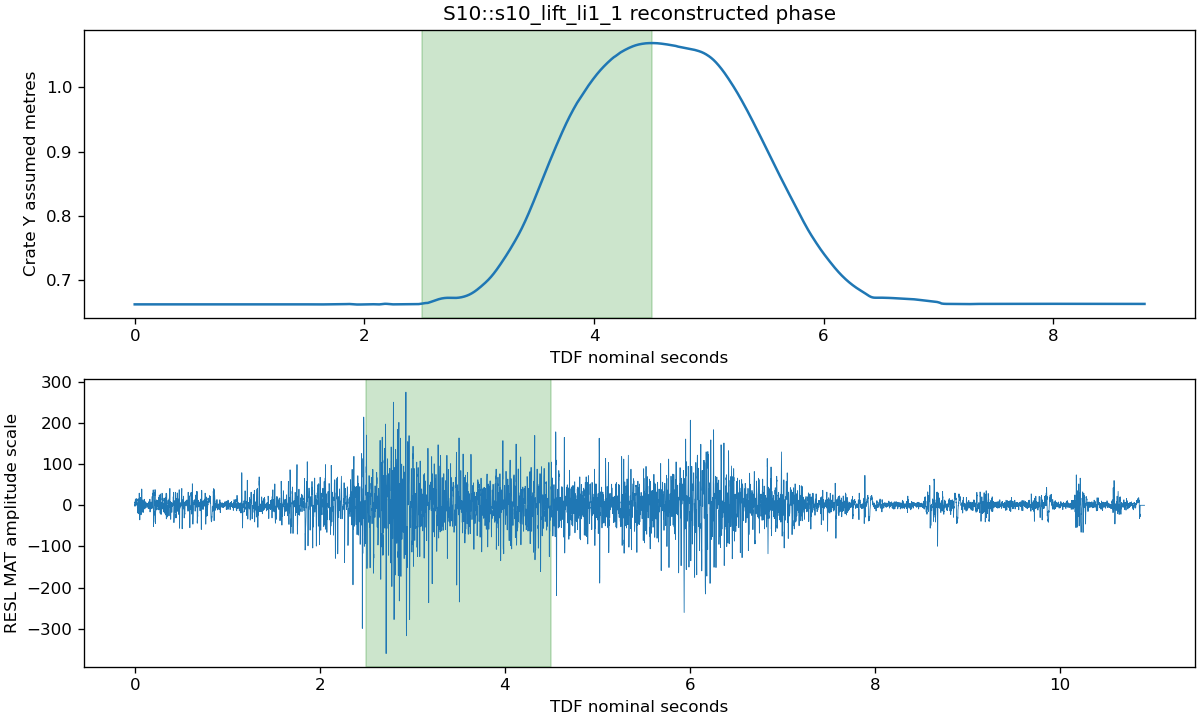 S10::s10_lift_li1_1 reconstructed phase
Crate Y assumed metres
1.0
0.9
0.8
0.7
0 2 4 6 8
TDF nominal seconds
RESL MAT amplitude scale
300
200
100
0
−100
−200
−300
0 2 4 6 8 10
TDF nominal seconds